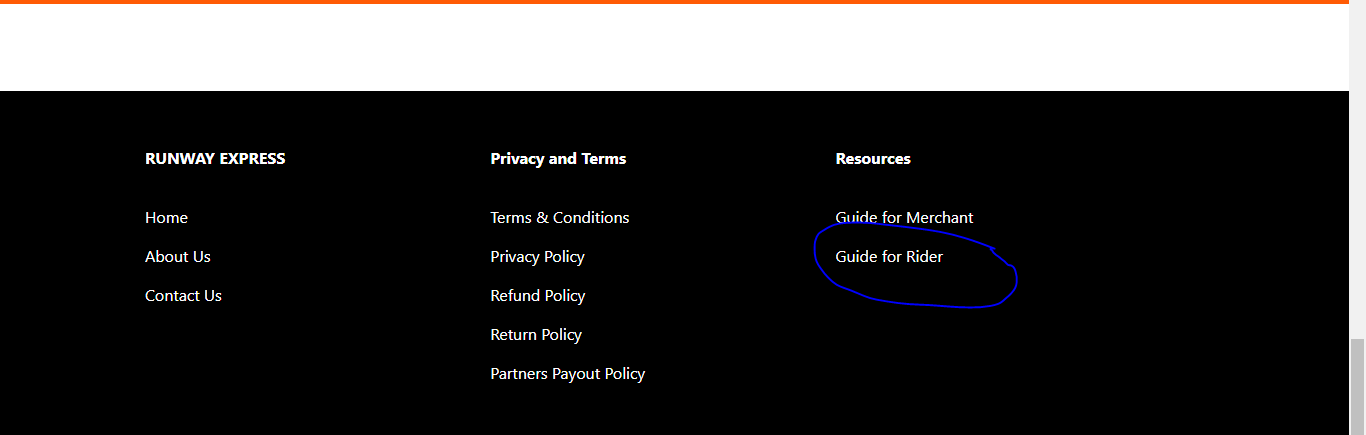 RUNWAY EXPRESS
Home
About Us
Contact Us
Privacy and Terms
Terms & Conditions
Privacy Policy
Refund Policy
Return Policy
Partners Payout Policy
Resources
Guide for Merchant
Guide for Rider